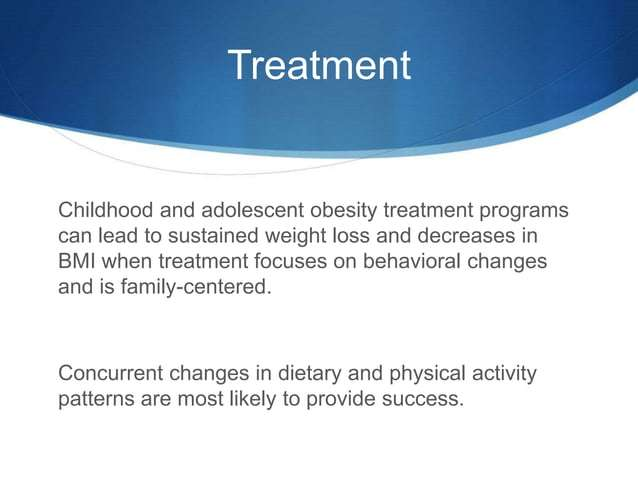 Treatment
Childhood and adolescent obesity treatment programs
can lead to sustained weight loss and decreases in
BMI when treatment focuses on behavioral changes
and is family-centered.
Concurrent changes in dietary and physical activity
patterns are most likely to provide success.